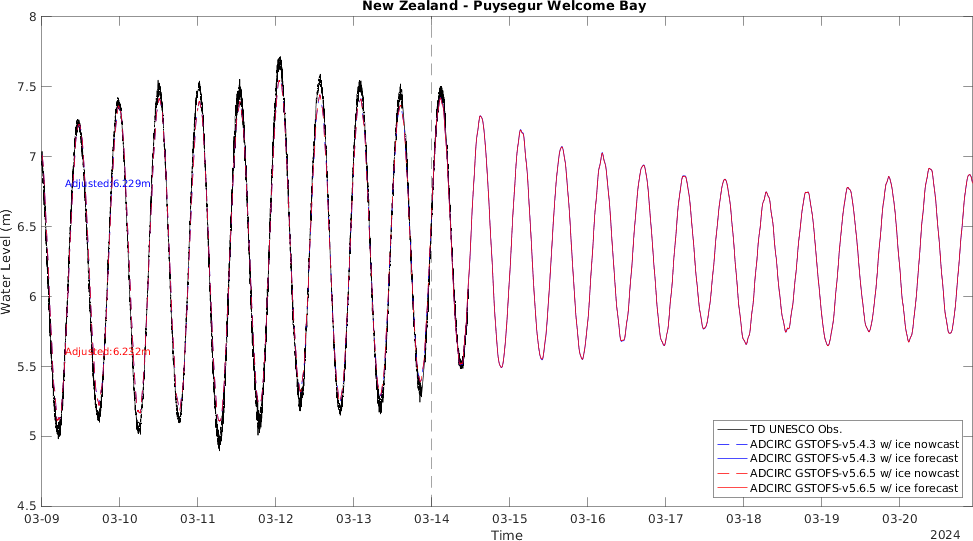 New Zealand - Puysegur Welcome Bay
8
7.5
7
6.5
6
5.5
5
4.5
Water Level (m)
Adjusted:6.229m
Adjusted:6.232m
TD UNESCO Obs.
ADCIRC GSTOFS-v5.4.3 w/ ice nowcast
ADCIRC GSTOFS-v5.4.3 w/ ice forecast
ADCIRC GSTOFS-v5.6.5 w/ ice nowcast
ADCIRC GSTOFS-v5.6.5 w/ ice forecast
03-09 03-10 03-11 03-12 03-13 03-14 03-15 03-16 03-17 03-18 03-19 03-20
Time
2024